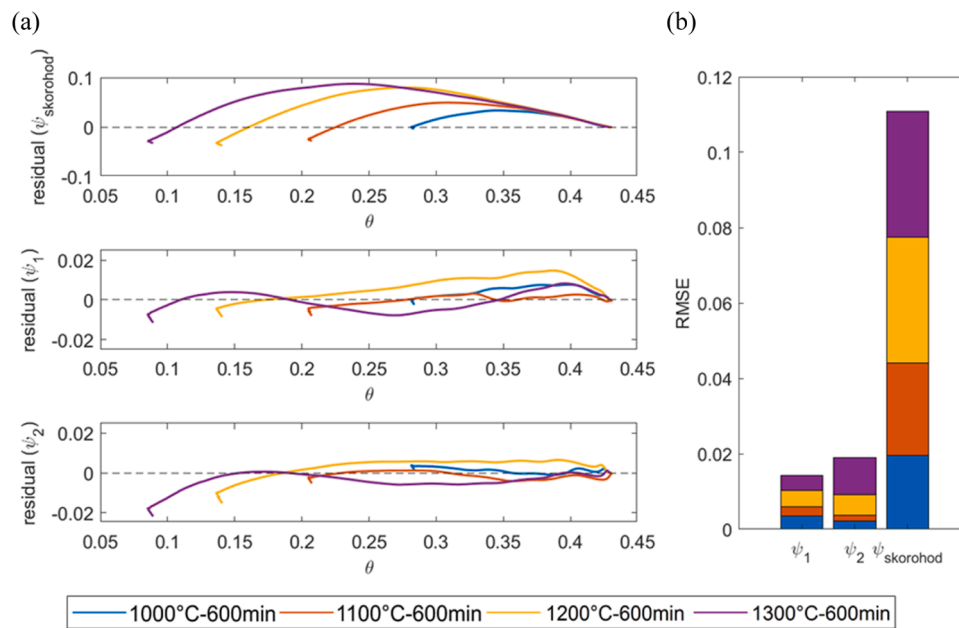 (a)
(b)
residual (ψskorohod)
0.1
0
-0.1
0.05 0.1 0.15 0.2 0.25 0.3 0.35 0.4 0.45
θ
residual (ψ1)
0.02
0
-0.02
0.05 0.1 0.15 0.2 0.25 0.3 0.35 0.4 0.45
θ
residual (ψ2)
0.02
0
-0.02
0.05 0.1 0.15 0.2 0.25 0.3 0.35 0.4 0.45
θ
RMSE
0.12
0.1
0.08
0.06
0.04
0.02
0
ψ1 ψ2 ψskorohod
1000°C-600min 1100°C-600min 1200°C-600min 1300°C-600min